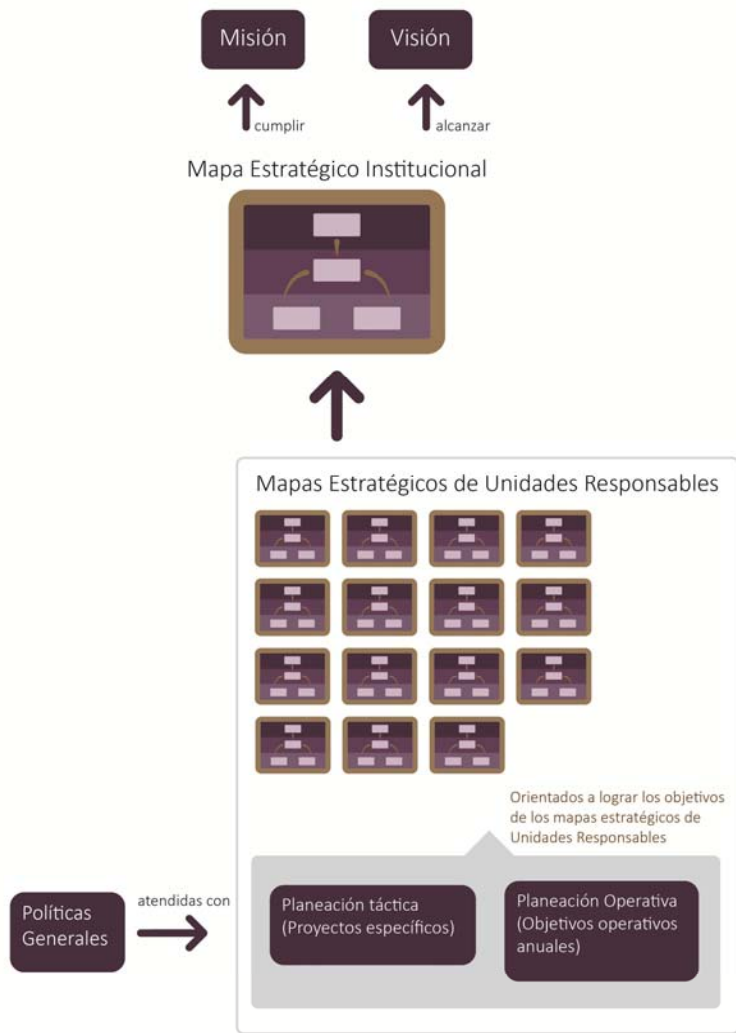 Misión
Visión
cumplir
alcanzar
Mapa Estratégico Institucional
Mapas Estratégicos de Unidades Responsables
Orientados a lograr los objetivos
de los mapas estratégicos de
Unidades Responsables
Políticas
Generales
atendidas con
Planeación táctica
(Proyectos específicos)
Planeación Operativa
(Objetivos operativos
anuales)